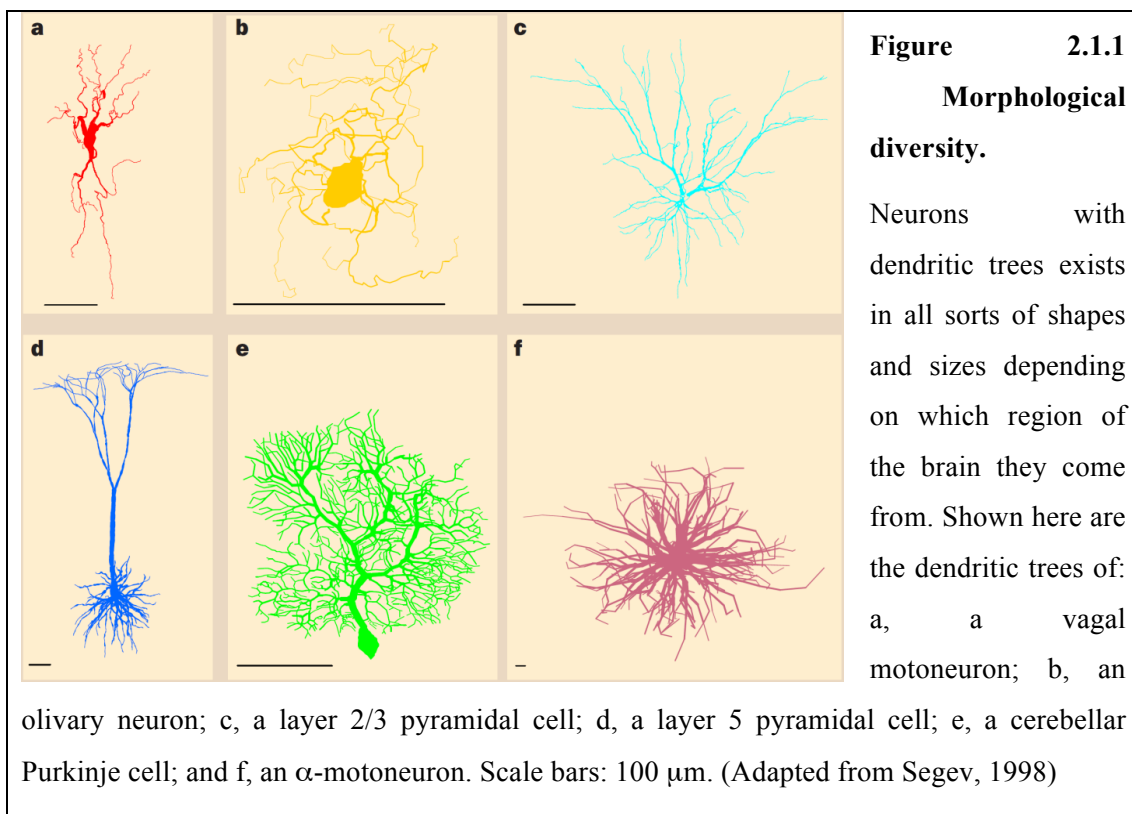 a
b
c
d
e
f
Figure 2.1.1
Morphological
diversity.
Neurons with
dendritic trees exists
in all sorts of shapes
and sizes depending
on which region of
the brain they come
from. Shown here are
the dendritic trees of:
a, a vagal
motoneuron; b, an
olivary neuron; c, a layer 2/3 pyramidal cell; d, a layer 5 pyramidal cell; e, a cerebellar
Purkinje cell; and f, an α-motoneuron. Scale bars: 100 μm. (Adapted from Segev, 1998)